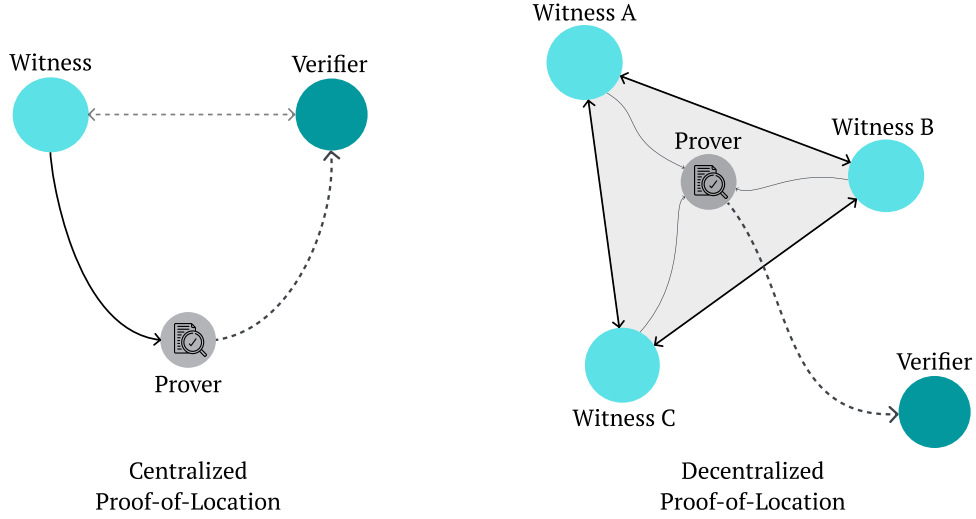 Witness
Verifier
Prover
Centralized
Proof-of-Location
Witness A
Witness B
Prover
Witness C
Verifier
Decentralized
Proof-of-Location